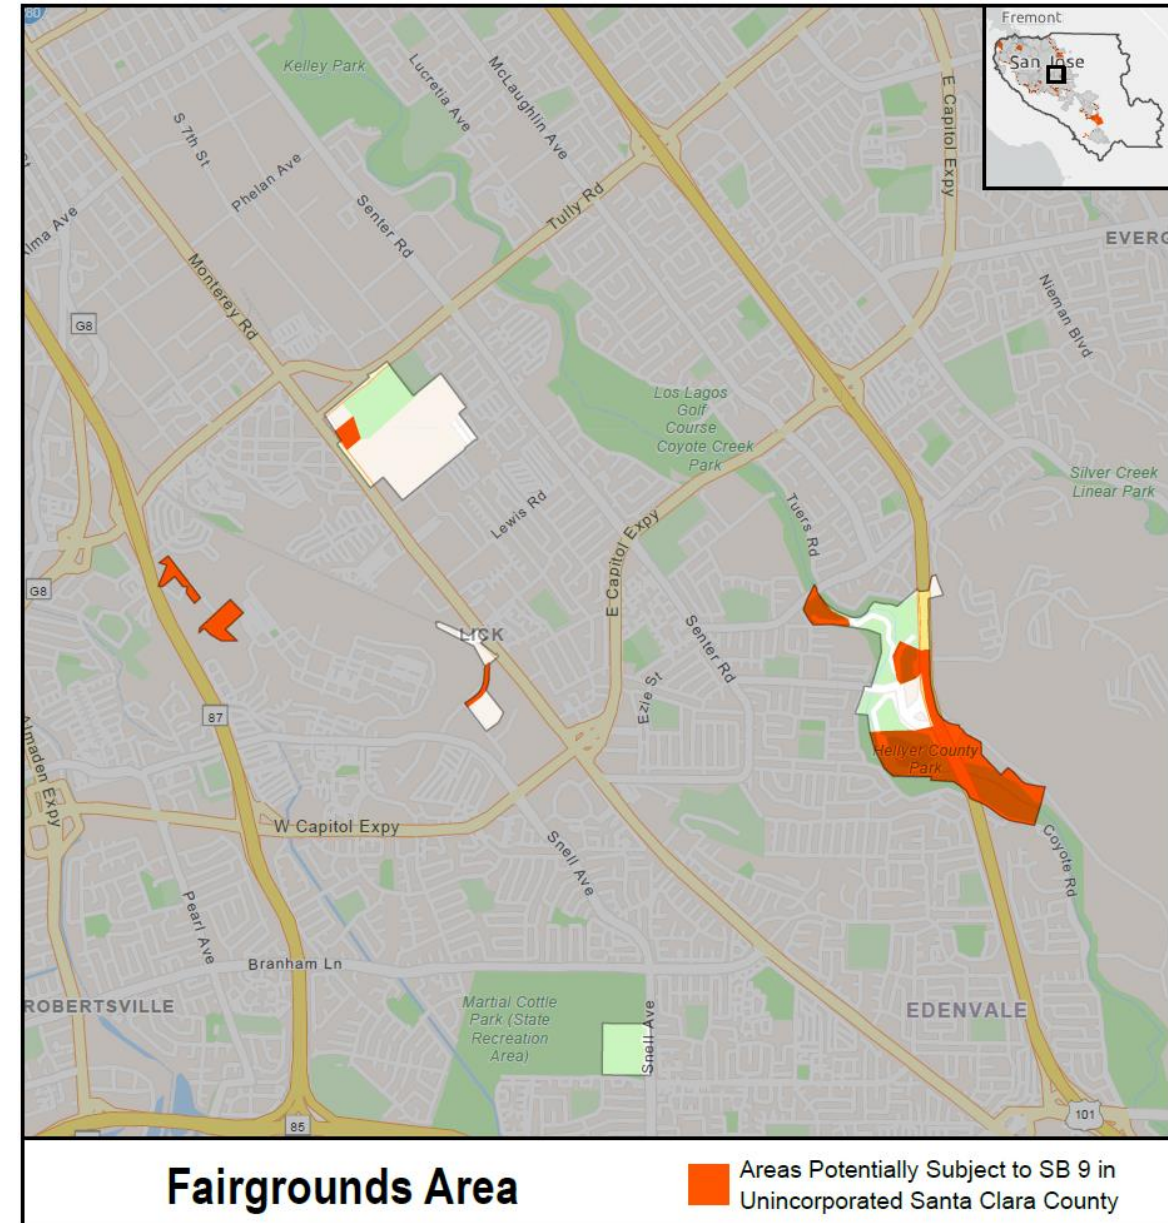 80
Fremont
San Jose
Kelley Park
Lucretia Ave
McLaughlin Ave
E Capitol Expy
S 7th St
Phelan Ave
Senter Rd
Tully Rd
Monterey Rd
EVERG
Nieman Blvd
G8
Los Lagos
Golf
Course
Coyote Creek
Park
Silver Creek
Linear Park
Lewis Rd
Tuers Rd
E Capitol Expy
G8
LICK
Senter Rd
Ezie St
87
Hellyer County
Park
Almaden Expy
W Capitol Expy
Snell Ave
Coyote Rd
Pearl Ave
Branham Ln
ROBERTSVILLE
Martial Cottle
Park (State
Recreation
Area)
Snell Ave
EDENVALE
85
101
Fairgrounds Area
Areas Potentially Subject to SB 9 in
Unincorporated Santa Clara County